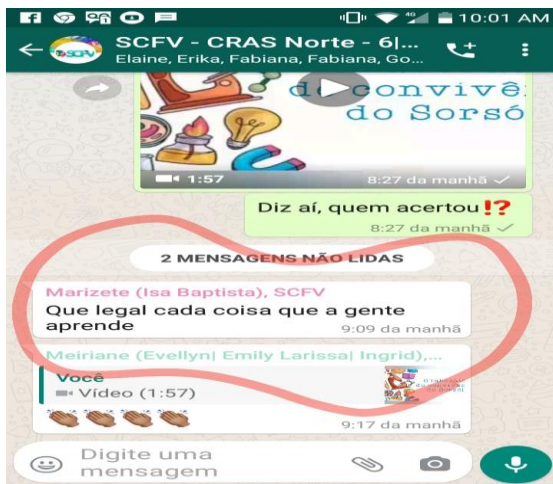 10:01 AM
SCFV - CRAS Norte - 6|...
Elaine, Erika, Fabiana, Fabiana, Go...
de convivê
do Sorsó
1:57
8:27 da manhã
Diz aí, quem acertou⁉️
8:27 da manhã
2 MENSAGENS NÃO LIDAS
Marizete (Isa Baptista), SCFV
Que legal cada coisa que a gente
aprende
9:09 da manhã
Meiriane (Evellyn| Emily Larissa| Ingrid),...
Você
Vídeo (1:57)
👏🏾👏🏾👏🏾👏🏾
9:17 da manhã
Digite uma
mensagem